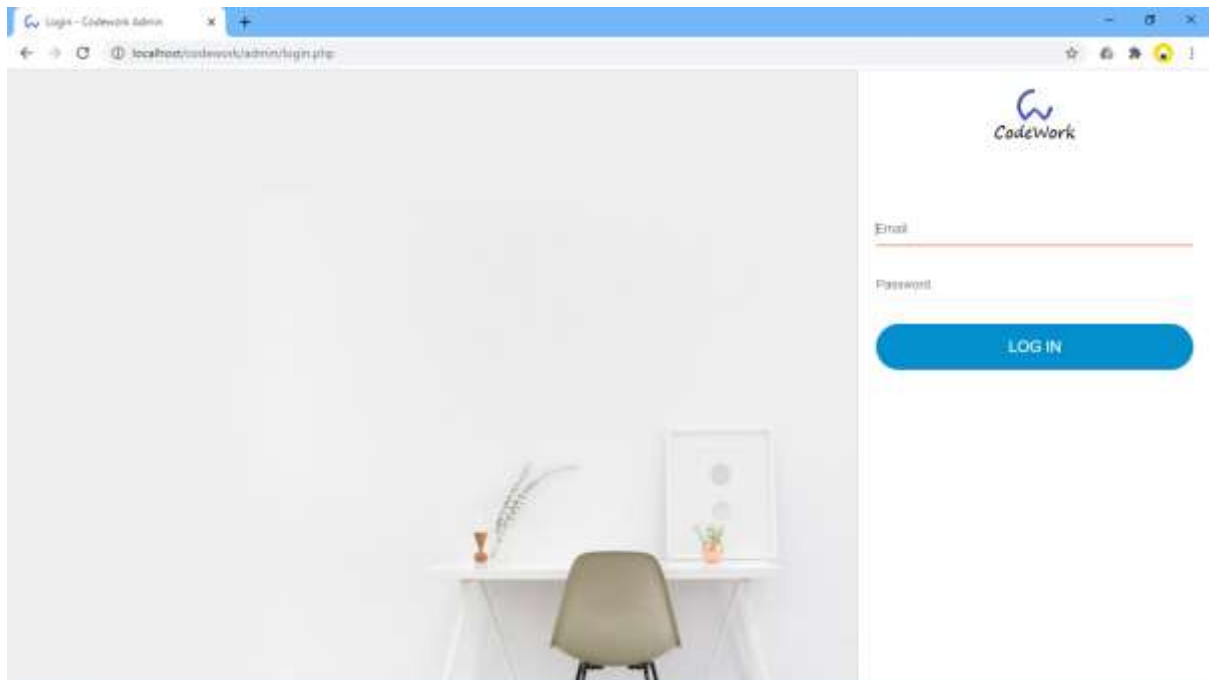 Login - Codework Admin
localhost/codework/admin/login.php
CodeWork
Email
Password
LOG IN